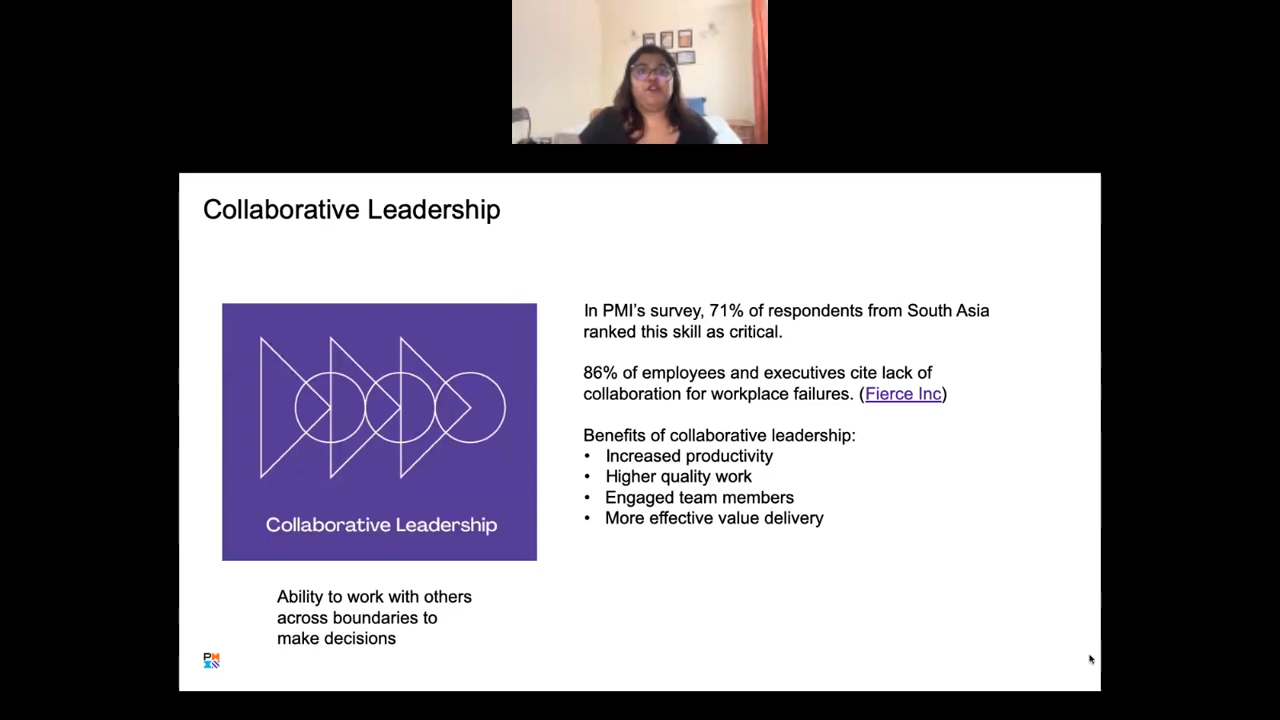 Collaborative Leadership
In PMI's survey, 71% of respondents from South Asia
ranked this skill as critical.
86% of employees and executives cite lack of
collaboration for workplace failures. (Fierce Inc)
Benefits of collaborative leadership:
• Increased productivity
• Higher quality work
• Engaged team members
• More effective value delivery
Collaborative Leadership
Ability to work with others
across boundaries to
make decisions